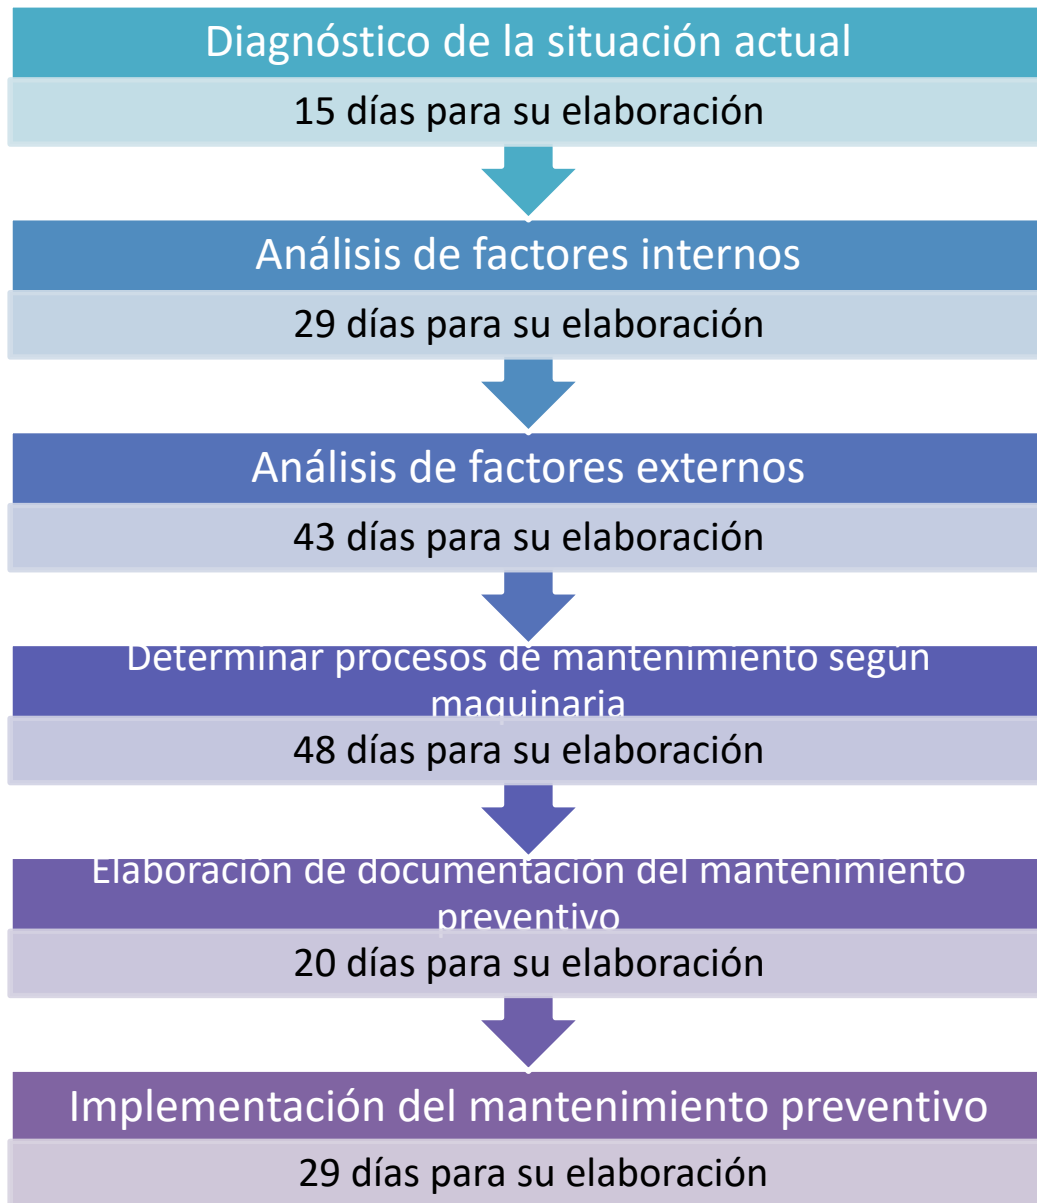 Diagnóstico de la situación actual
15 días para su elaboración
Análisis de factores internos
29 días para su elaboración
Análisis de factores externos
43 días para su elaboración
Determinar procesos de mantenimiento según
maquinaria
48 días para su elaboración
Elaboración de documentación del mantenimiento
preventivo
20 días para su elaboración
Implementación del mantenimiento preventivo
29 días para su elaboración